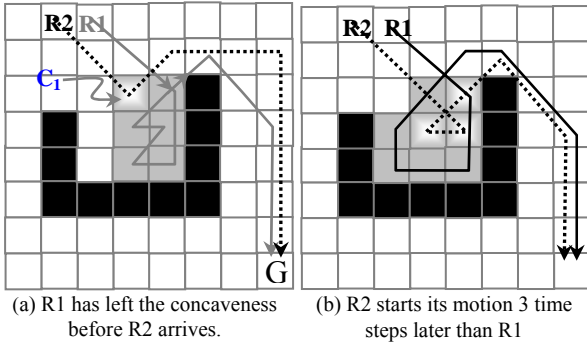 R2 R1 R2 R1
C1
G
(a) R1 has left the concaveness (b) R2 starts its motion 3 time
before R2 arrives. steps later than R1